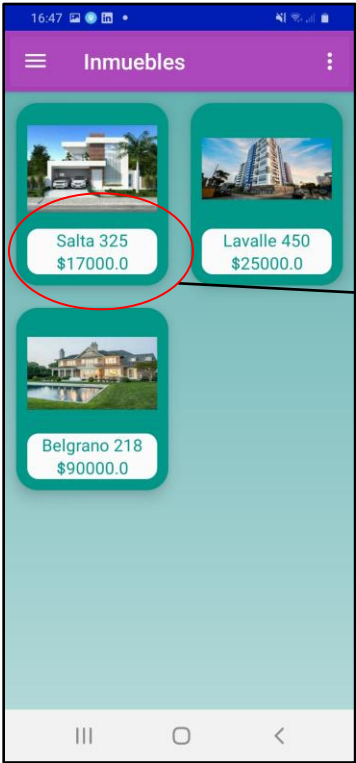 16:47
Inmuebles
Salta 325
$17000.0
Lavalle 450
$25000.0
Belgrano 218
$90000.0